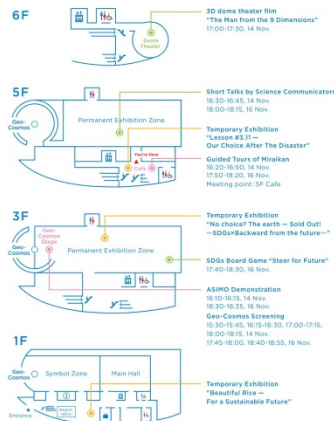 6F
3D dome theater film
"The Man from the 9 Dimensions"
17:00-17:30, 14 Nov.
Dome
Theater
5F
Short Talks by Science Communicators
16:30-16:45, 14 Nov.
18:00-18:15, 16 Nov.
Geo-
Cosmos
Permanent Exhibition Zone
Temporary Exhibition
"Lesson #3.11 —
Our Choice After The Disaster"
You're Here
Cafe
Guided Tours of Miraikan
16:20-16:50, 14 Nov.
17:50-18:20, 16 Nov.
Meeting point: 5F Cafe
3F
Temporary Exhibition
"No choice? The earth — Sold Out!
~SDGs×Backward from the future~"
Geo-
Cosmos
Stage
Permanent Exhibition Zone
SDGs Board Game "Steer for Future"
17:40-18:30, 16 Nov.
ASIMO Demonstration
16:10-16:15, 14 Nov.
18:30-18:35, 16 Nov.
Geo-Cosmos Screening
15:30-15:45, 16:15-16:30, 17:00-17:15,
18:00-18:15, 14 Nov.
17:45-18:00, 18:40-18:55, 16 Nov.
1F
Geo-
Cosmos
Symbol Zone
Main Hall
Temporary Exhibition
"Beautiful Rice —
For a Sustainable Future"
Entrance